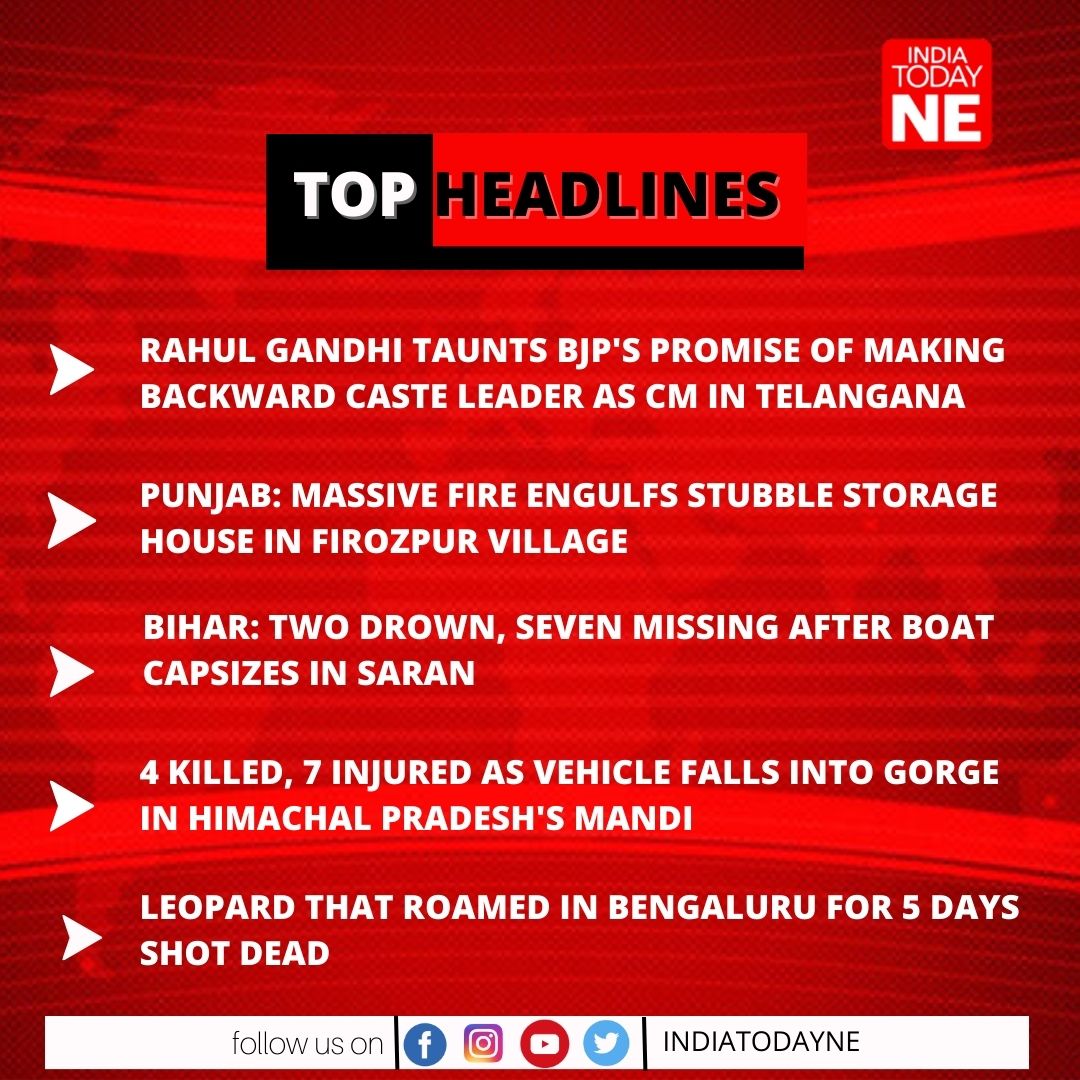 INDIA
TODAY
NE
TOP HEADLINES
RAHUL GANDHI TAUNTS BJP'S PROMISE OF MAKING
BACKWARD CASTE LEADER AS CM IN TELANGANA
PUNJAB: MASSIVE FIRE ENGULFS STUBBLE STORAGE
HOUSE IN FIROZPUR VILLAGE
BIHAR: TWO DROWN, SEVEN MISSING AFTER BOAT
CAPSIZES IN SARAN
4 KILLED, 7 INJURED AS VEHICLE FALLS INTO GORGE
IN HIMACHAL PRADESH'S MANDI
LEOPARD THAT ROAMED IN BENGALURU FOR 5 DAYS
SHOT DEAD
follow us on INDIATODAYNE